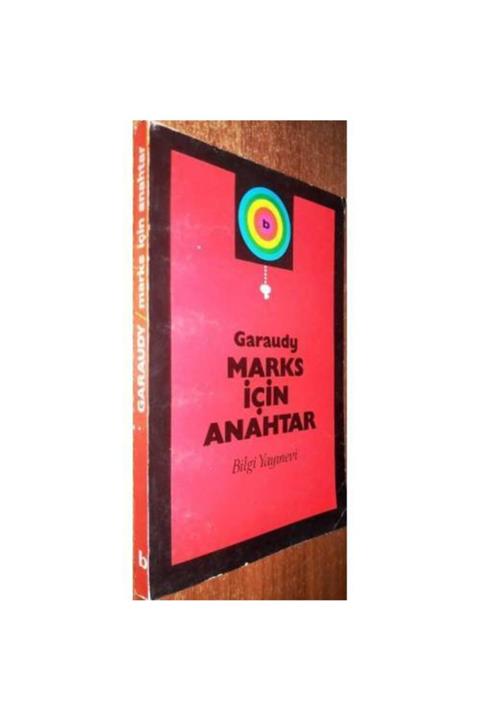 GARAUDY / marks için anahtar
b
b
Garaudy
MARKS
İÇİN
ANAHTAR
Bilgi Yayınevi